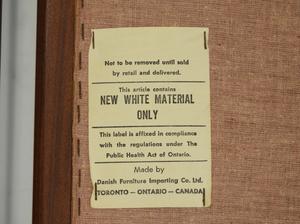 Not to be removed until sold
by retail and delivered.
This article contains
NEW WHITE MATERIAL
ONLY
This label is affixed in compliance
with the regulations under The
Public Health Act of Ontario.
Made by
Danish Furniture Importing Co. Ltd.
TORONTO — ONTARIO — CANADA